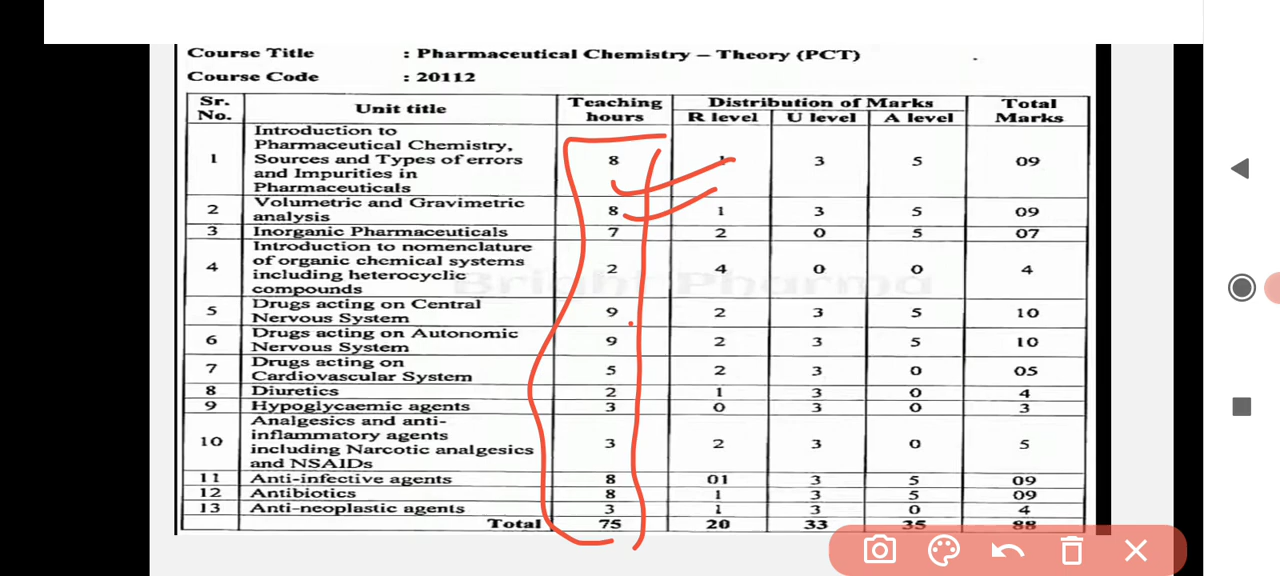 Course Title : Pharmaceutical Chemistry – Theory (PCT)
Course Code : 20112
Sr. No. Unit title Teaching hours Distribution of Marks Total Marks
R level U level A level
1 Introduction to Pharmaceutical Chemistry, Sources and Types of errors and Impurities in Pharmaceuticals 8 1 3 5 09
2 Volumetric and Gravimetric analysis 8 1 3 5 09
3 Inorganic Pharmaceuticals 7 2 0 5 07
4 Introduction to nomenclature of organic chemical systems including heterocyclic compounds 2 4 0 0 4
5 Drugs acting on Central Nervous System 9 2 3 5 10
6 Drugs acting on Autonomic Nervous System 9 2 3 5 10
7 Drugs acting on Cardiovascular System 5 2 3 0 05
8 Diuretics 2 1 3 0 4
9 Hypoglycaemic agents 3 0 3 0 3
10 Analgesics and anti-inflammatory agents including Narcotic analgesics and NSAIDs 3 2 3 0 5
11 Anti-infective agents 8 01 3 5 09
12 Antibiotics 8 1 3 5 09
13 Anti-neoplastic agents 3 1 3 0 4
Total 75 20 33 35 88
Bright Pharma